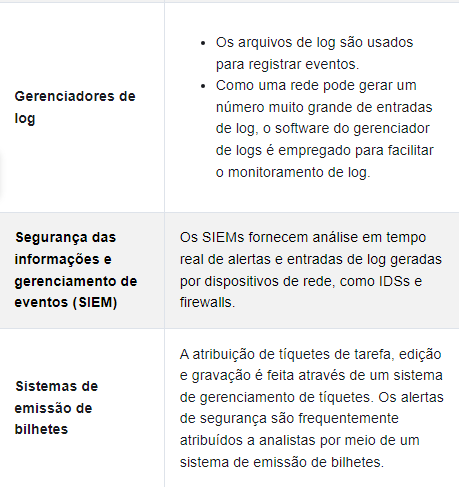 Gerenciadores de
log
Os arquivos de log são usados
para registrar eventos.
Como uma rede pode gerar um
número muito grande de entradas
de log, o software do gerenciador
de logs é empregado para facilitar
o monitoramento de log.
Segurança das
informações e
gerenciamento de
eventos (SIEM)
Os SIEMs fornecem análise em tempo
real de alertas e entradas de log geradas
por dispositivos de rede, como IDSs e
firewalls.
Sistemas de
emissão de
bilhetes
A atribuição de tíquetes de tarefa, edição
e gravação é feita através de um sistema
de gerenciamento de tíquetes. Os alertas
de segurança são frequentemente
atribuídos a analistas por meio de um
sistema de emissão de bilhetes.